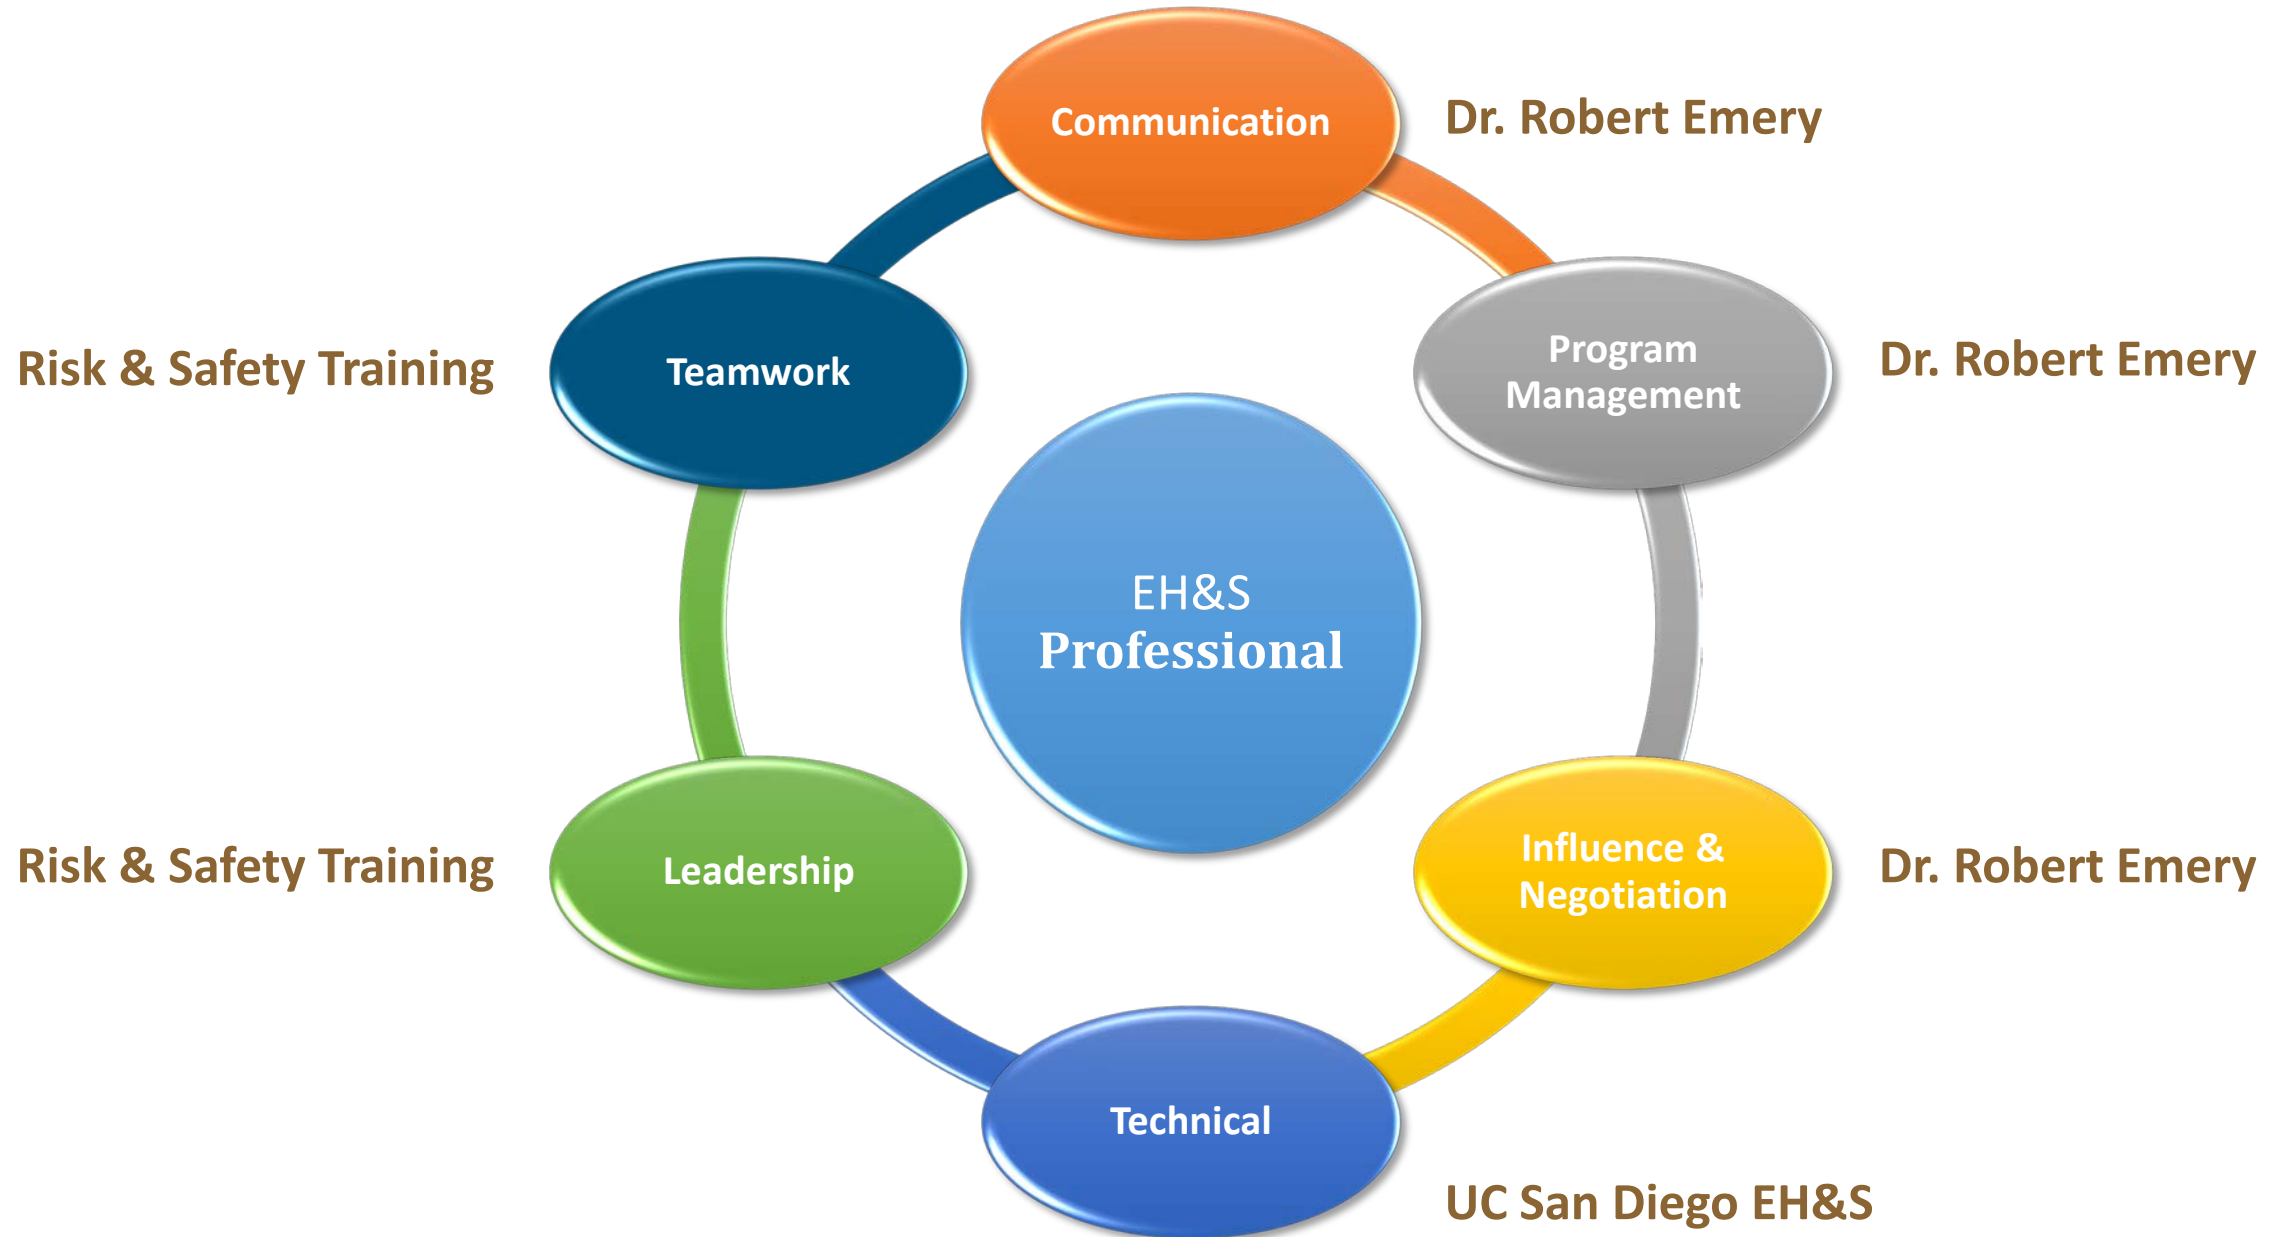 Communication
Dr. Robert Emery
Risk & Safety Training
Teamwork
Program
Management
Dr. Robert Emery
EH&S
Professional
Risk & Safety Training
Leadership
Influence &
Negotiation
Dr. Robert Emery
Technical
UC San Diego EH&S